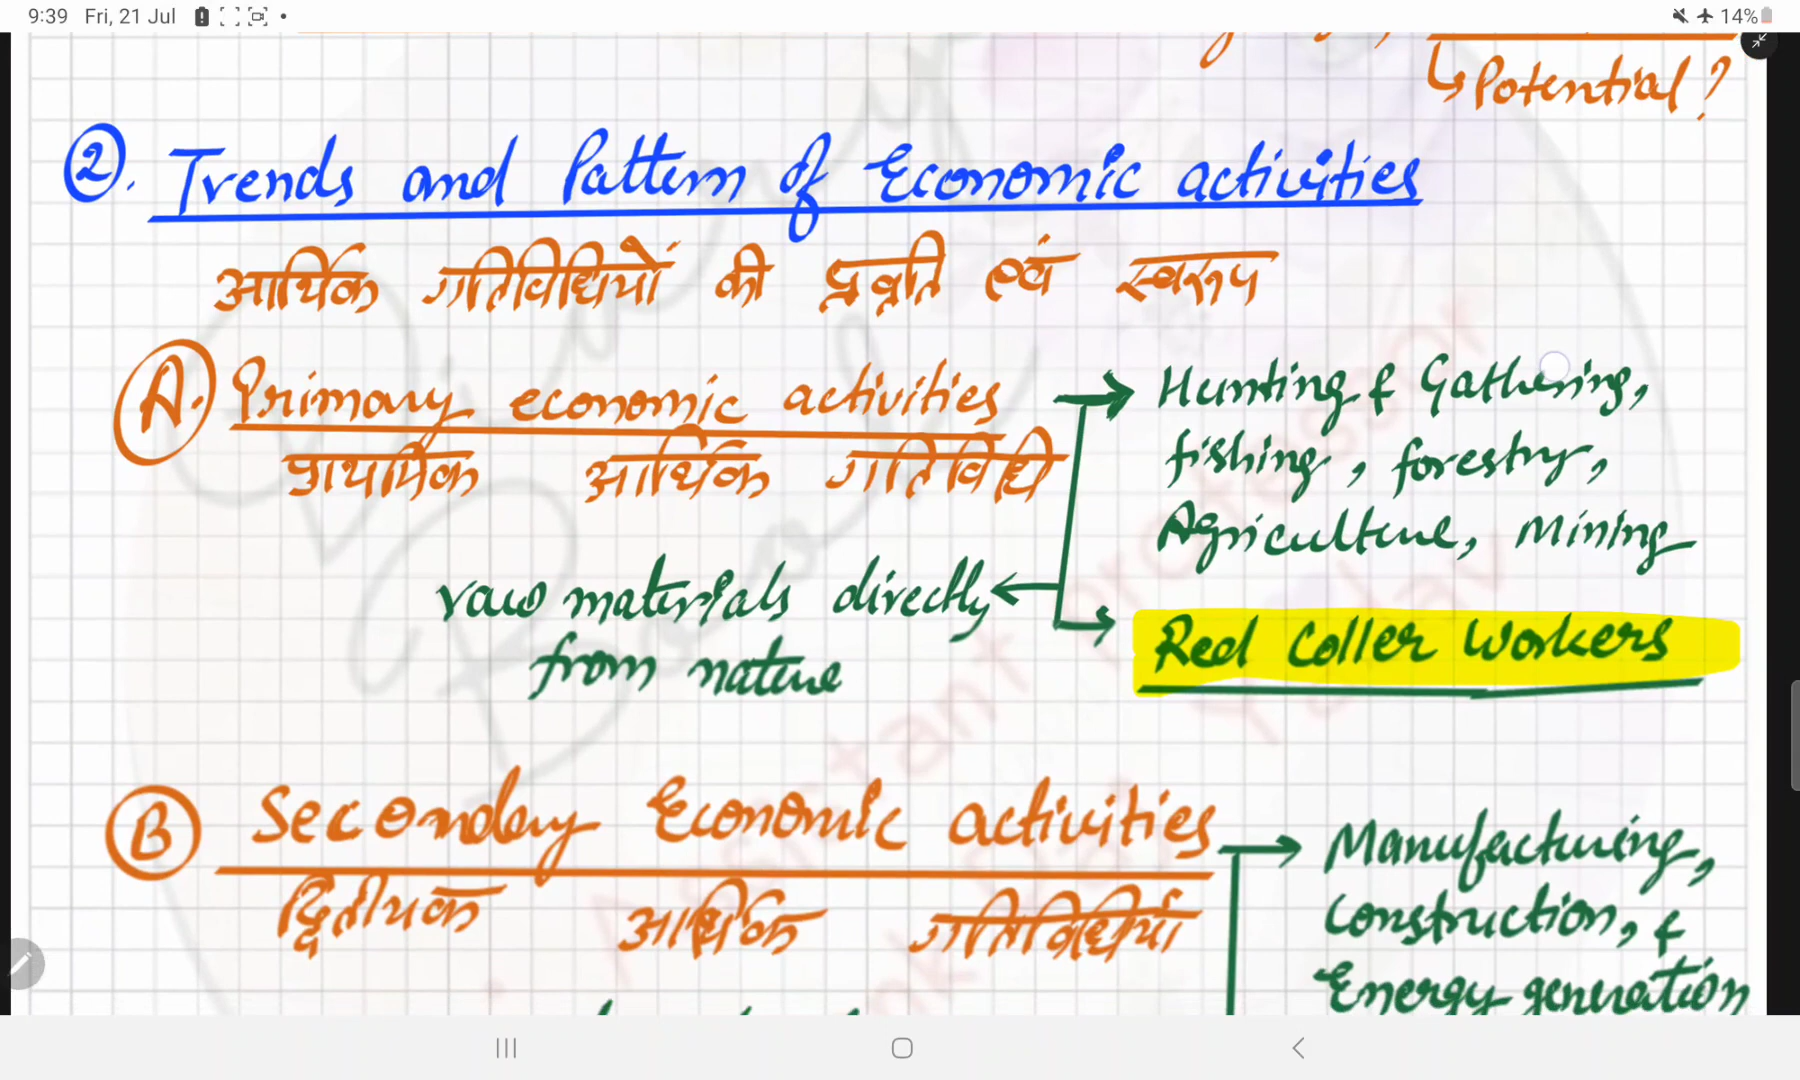 9:39 Fri, 21 Jul 14%
↳ Potential?
②. Trends and Pattern of Economic activities
आर्थिक गतिविधियों की प्रवृति एवं स्वरूप
Ⓐ. Primary economic activities → Hunting & Gathering,
प्राथमिक आर्थिक गतिविधी fishing, forestry,
Agriculture, Mining
raw materials directly ←
from nature
→ Red Coller Workers
Ⓑ Secondary Economic activities → Manufacturing,
द्वितीयक आर्थिक गतिविधियाँ construction, &
Energy generation